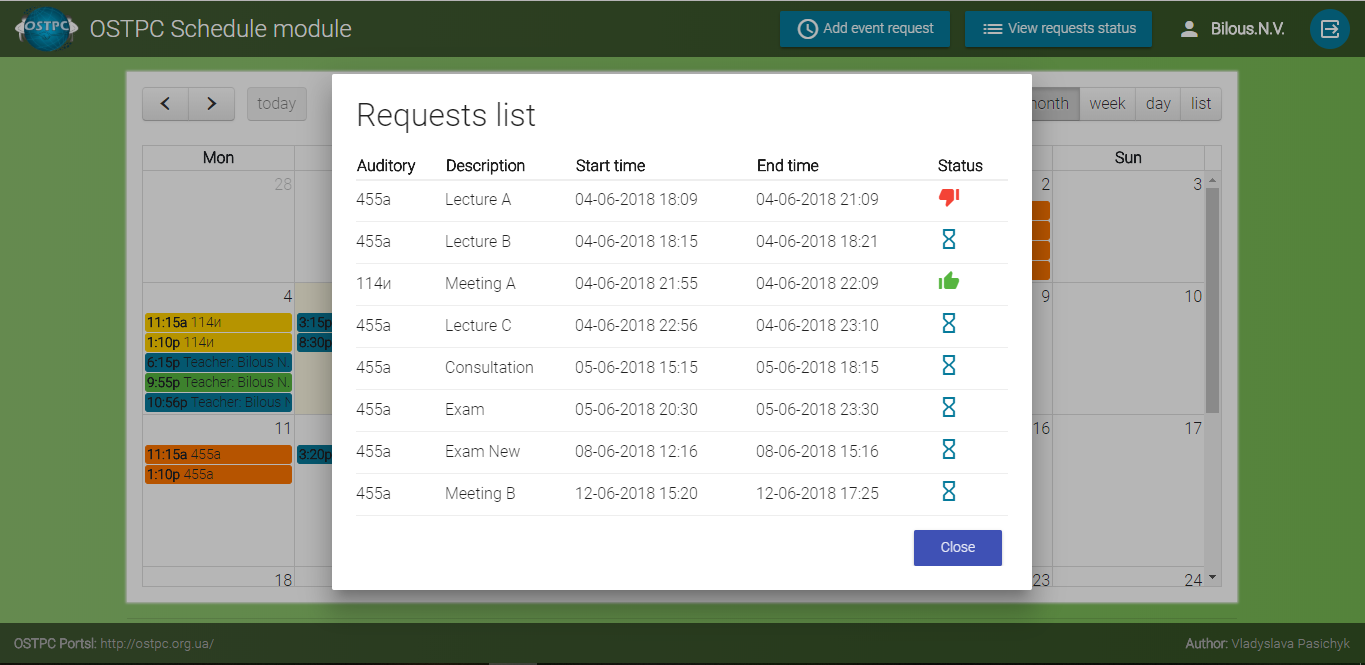 OSTPC OSTPC Schedule module Add event request View requests status Bilous.N.V.
today month week day list
Requests list
Mon Sun
Auditory Description Start time End time Status
28 2 3
455a Lecture A 04-06-2018 18:09 04-06-2018 21:09
455a Lecture B 04-06-2018 18:15 04-06-2018 18:21
114и Meeting A 04-06-2018 21:55 04-06-2018 22:09
4 9 10
455a Lecture C 04-06-2018 22:56 04-06-2018 23:10
11:15a 114и 3:15p
1:10p 114и 8:30p
6:15p Teacher: Bilous N.
9:55p Teacher: Bilous N.
10:56p Teacher: Bilous N
455a Consultation 05-06-2018 15:15 05-06-2018 18:15
455a Exam 05-06-2018 20:30 05-06-2018 23:30
11 16 17
455a Exam New 08-06-2018 12:16 08-06-2018 15:16
11:15a 455a 3:20p
1:10p 455a
455a Meeting B 12-06-2018 15:20 12-06-2018 17:25
Close
18 23 24
OSTPC Portsl: http://ostpc.org.ua/ Author: Vladyslava Pasichyk